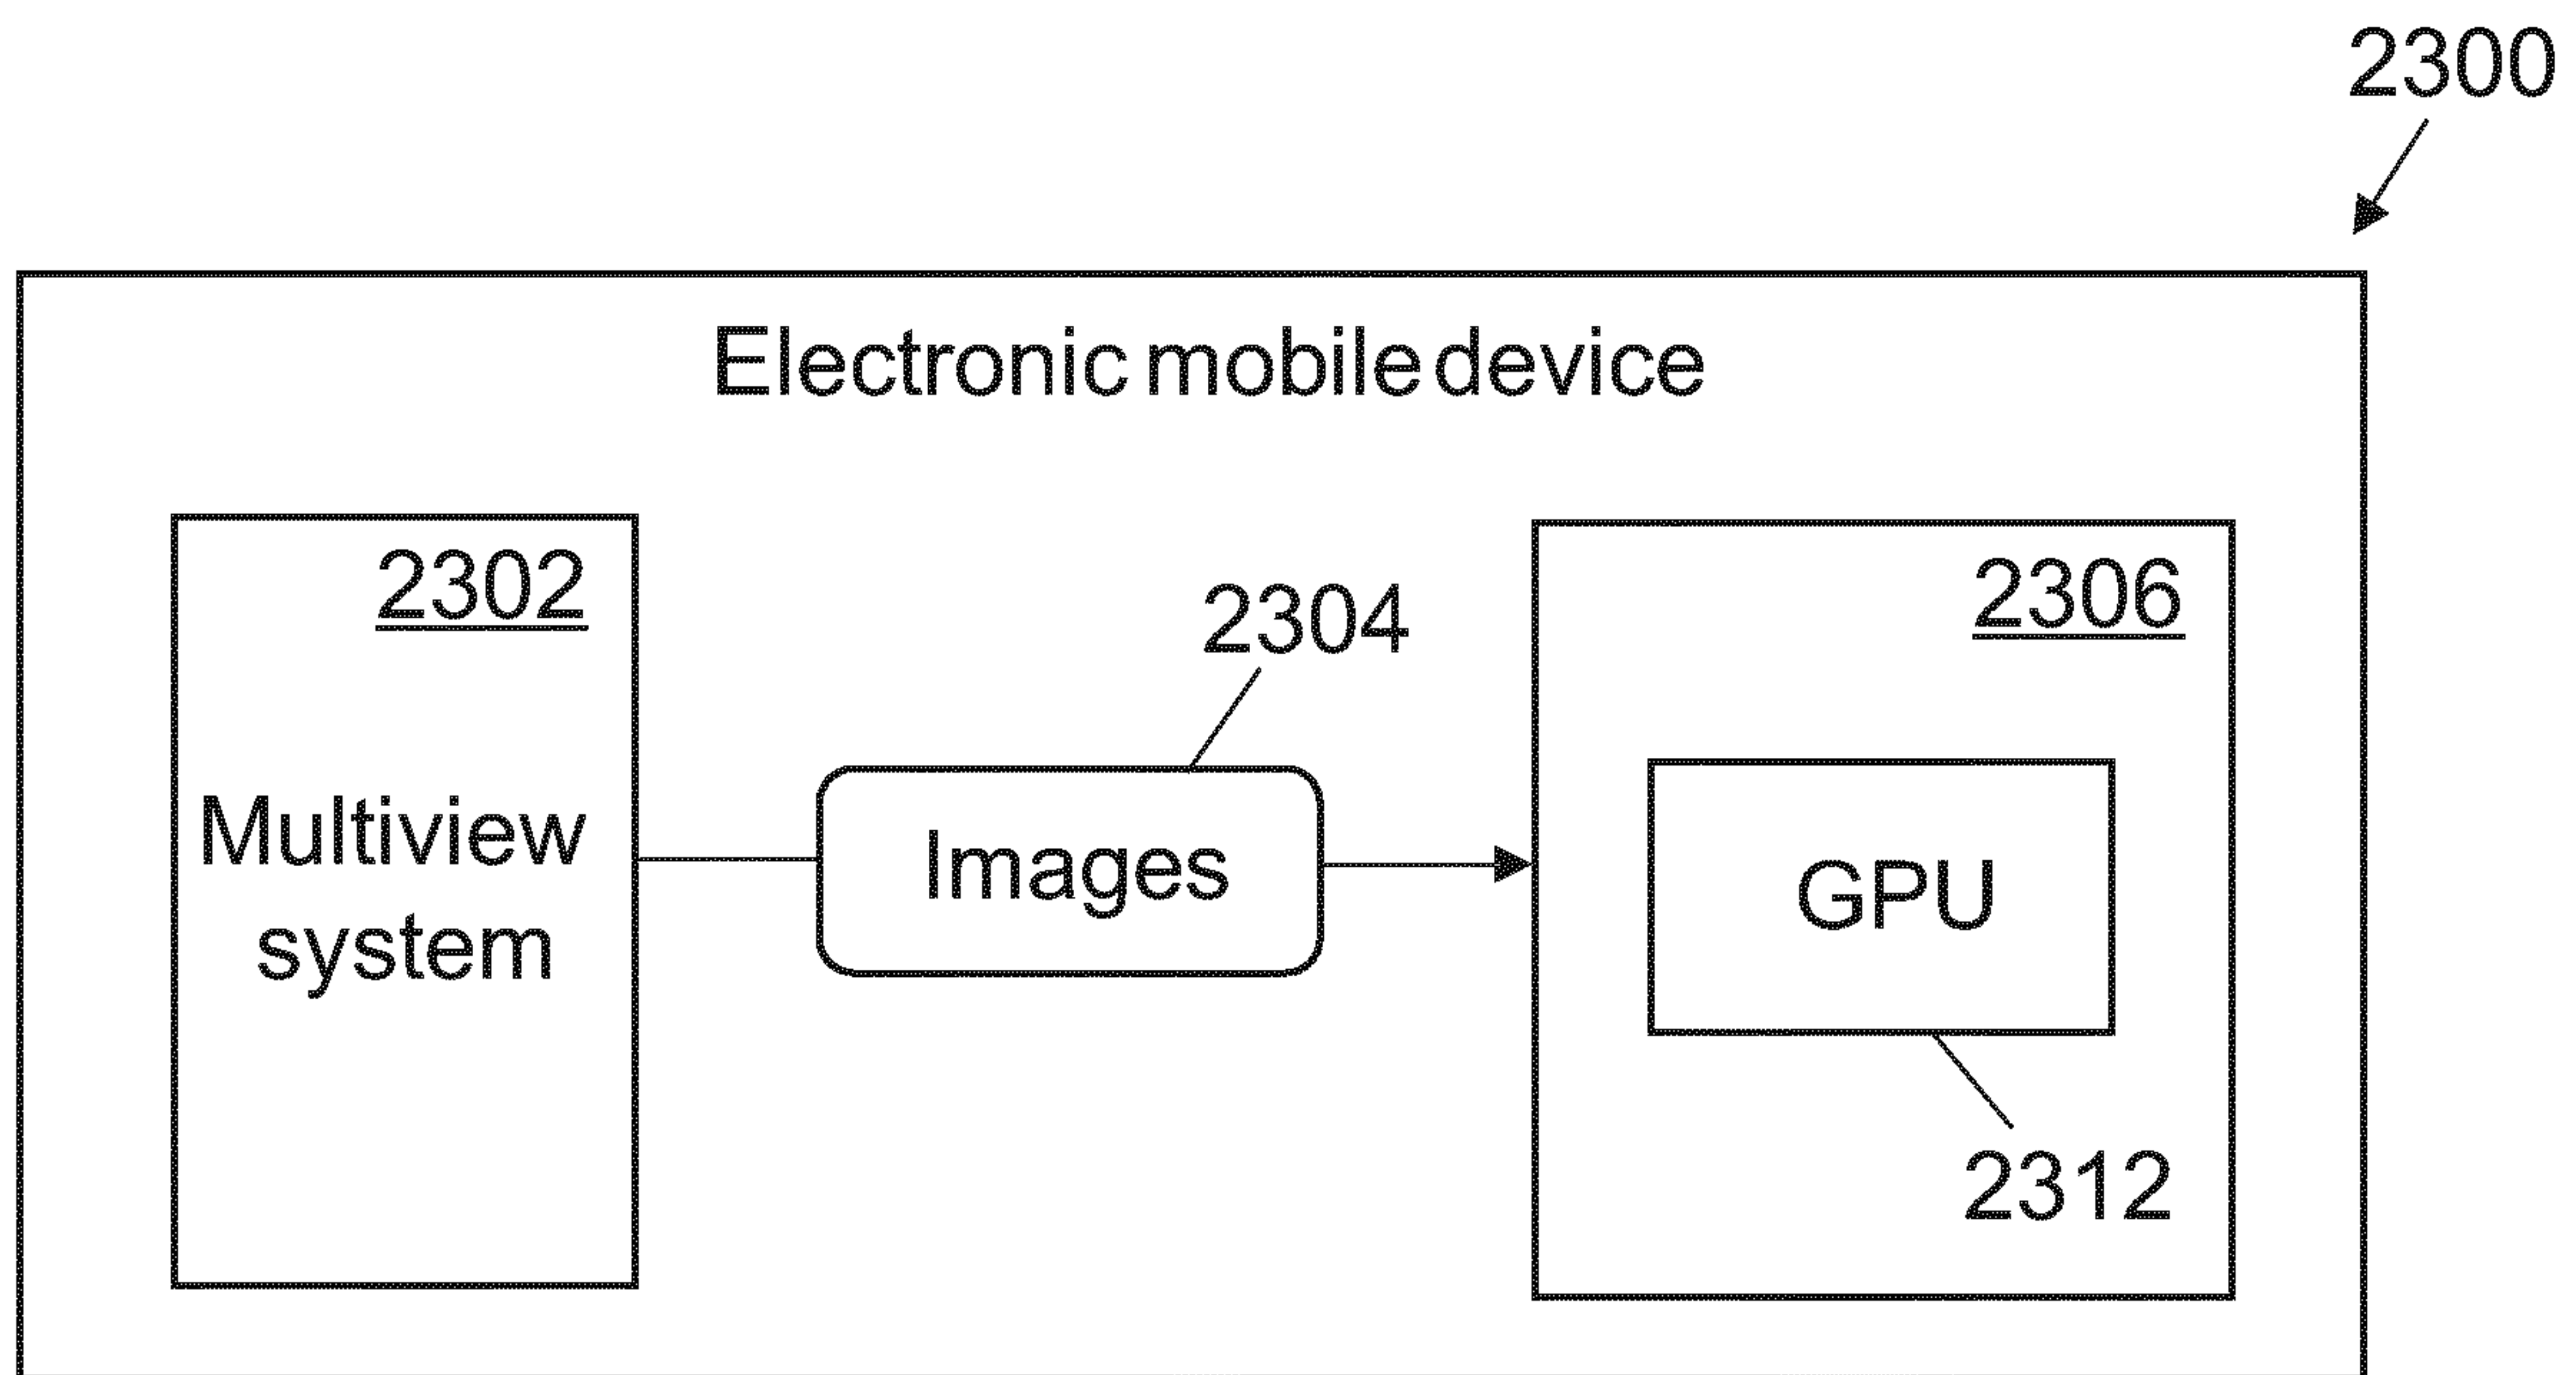 2300
Electronic mobile device
2302
2306
2304
Multiview
system
Images
GPU
2312